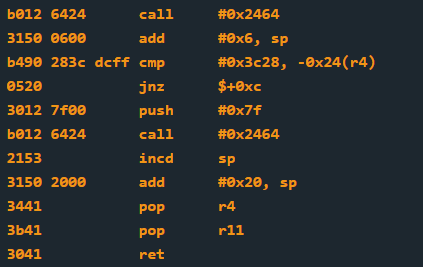 b012 6424 call #0x2464
3150 0600 add #0x6, sp
b490 283c dcff cmp #0x3c28, -0x24(r4)
0520 jnz $+0xc
3012 7f00 push #0x7f
b012 6424 call #0x2464
2153 incd sp
3150 2000 add #0x20, sp
3441 pop r4
3b41 pop r11
3041 ret